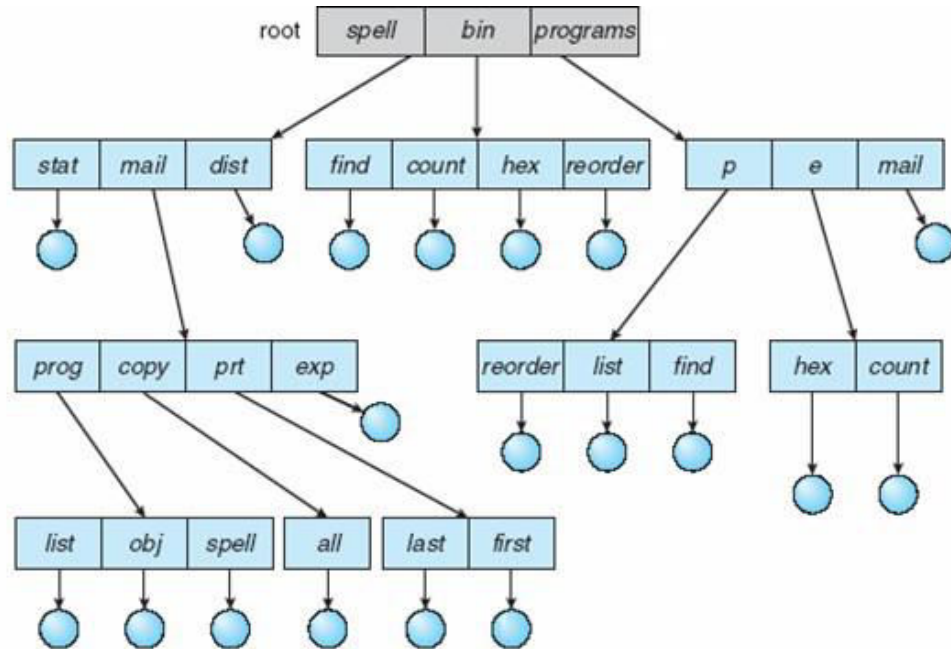 root spell bin programs
stat mail dist find count hex reorder p e mail
prog copy prt exp reorder list find hex count
list obj spell all last first